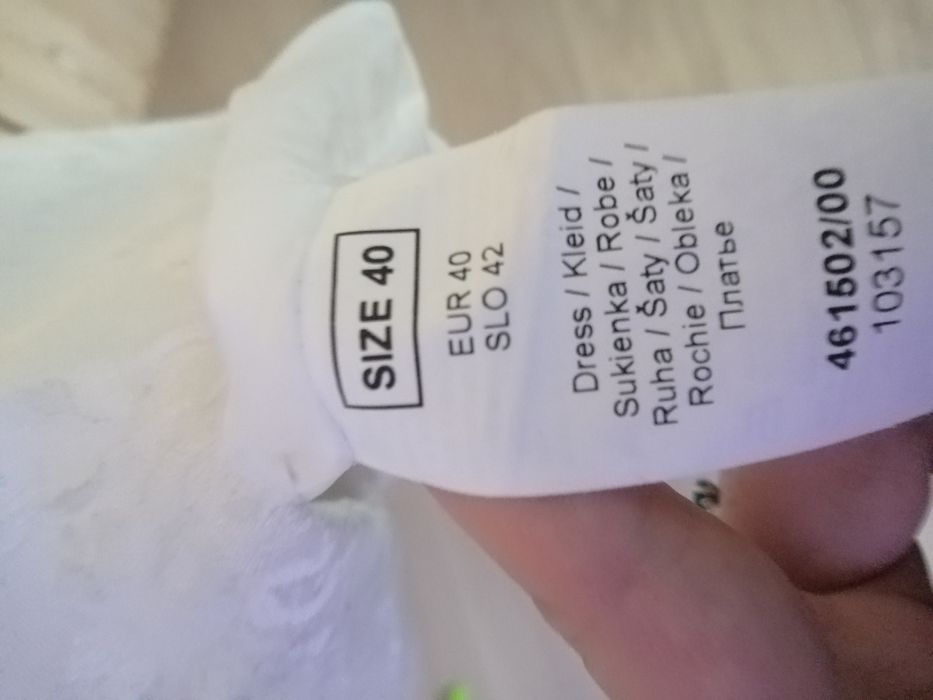 SIZE 40
EUR 40
SLO 42
Dress / Kleid /
Sukienka / Robe /
Ruha / Šaty / Šaty /
Rochie / Obleka /
Платье
461502/00
103157